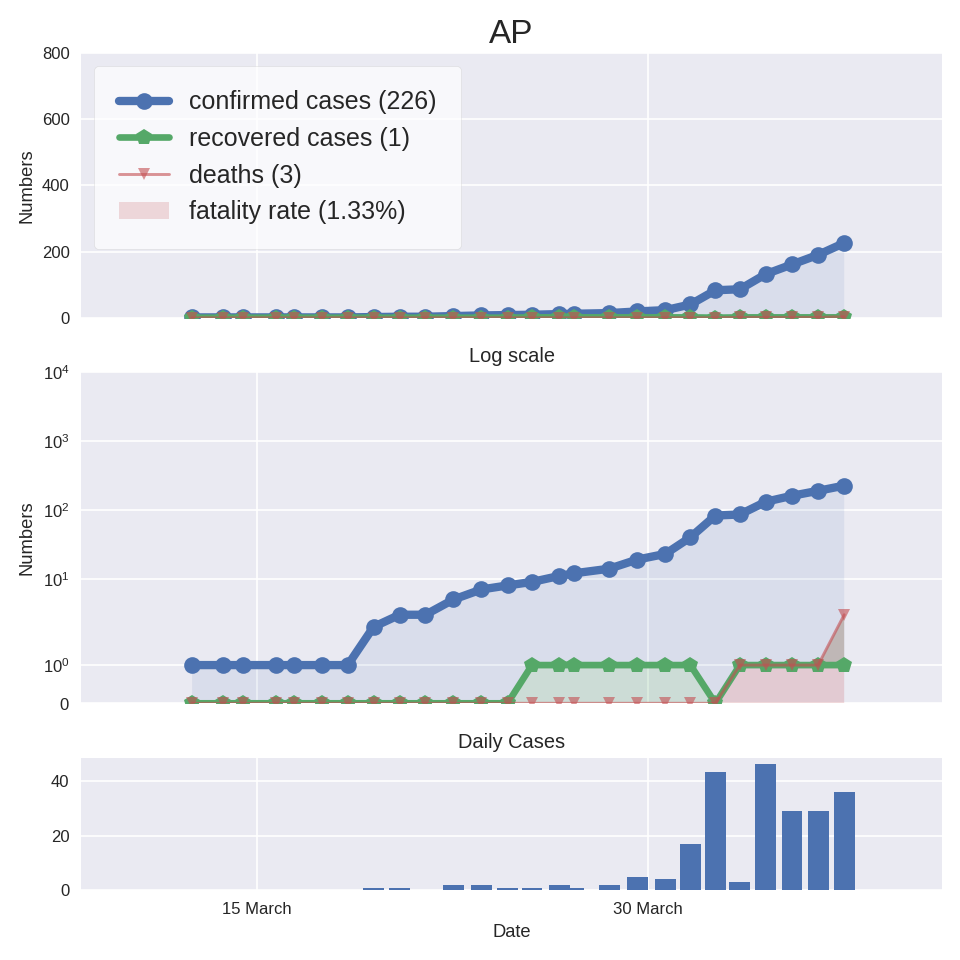 AP
800
600
400
200
0
Numbers
confirmed cases (226)
recovered cases (1)
deaths (3)
fatality rate (1.33%)
Log scale
10⁴
10³
10²
10¹
10⁰
0
Numbers
Daily Cases
40
20
0
15 March
30 March
Date